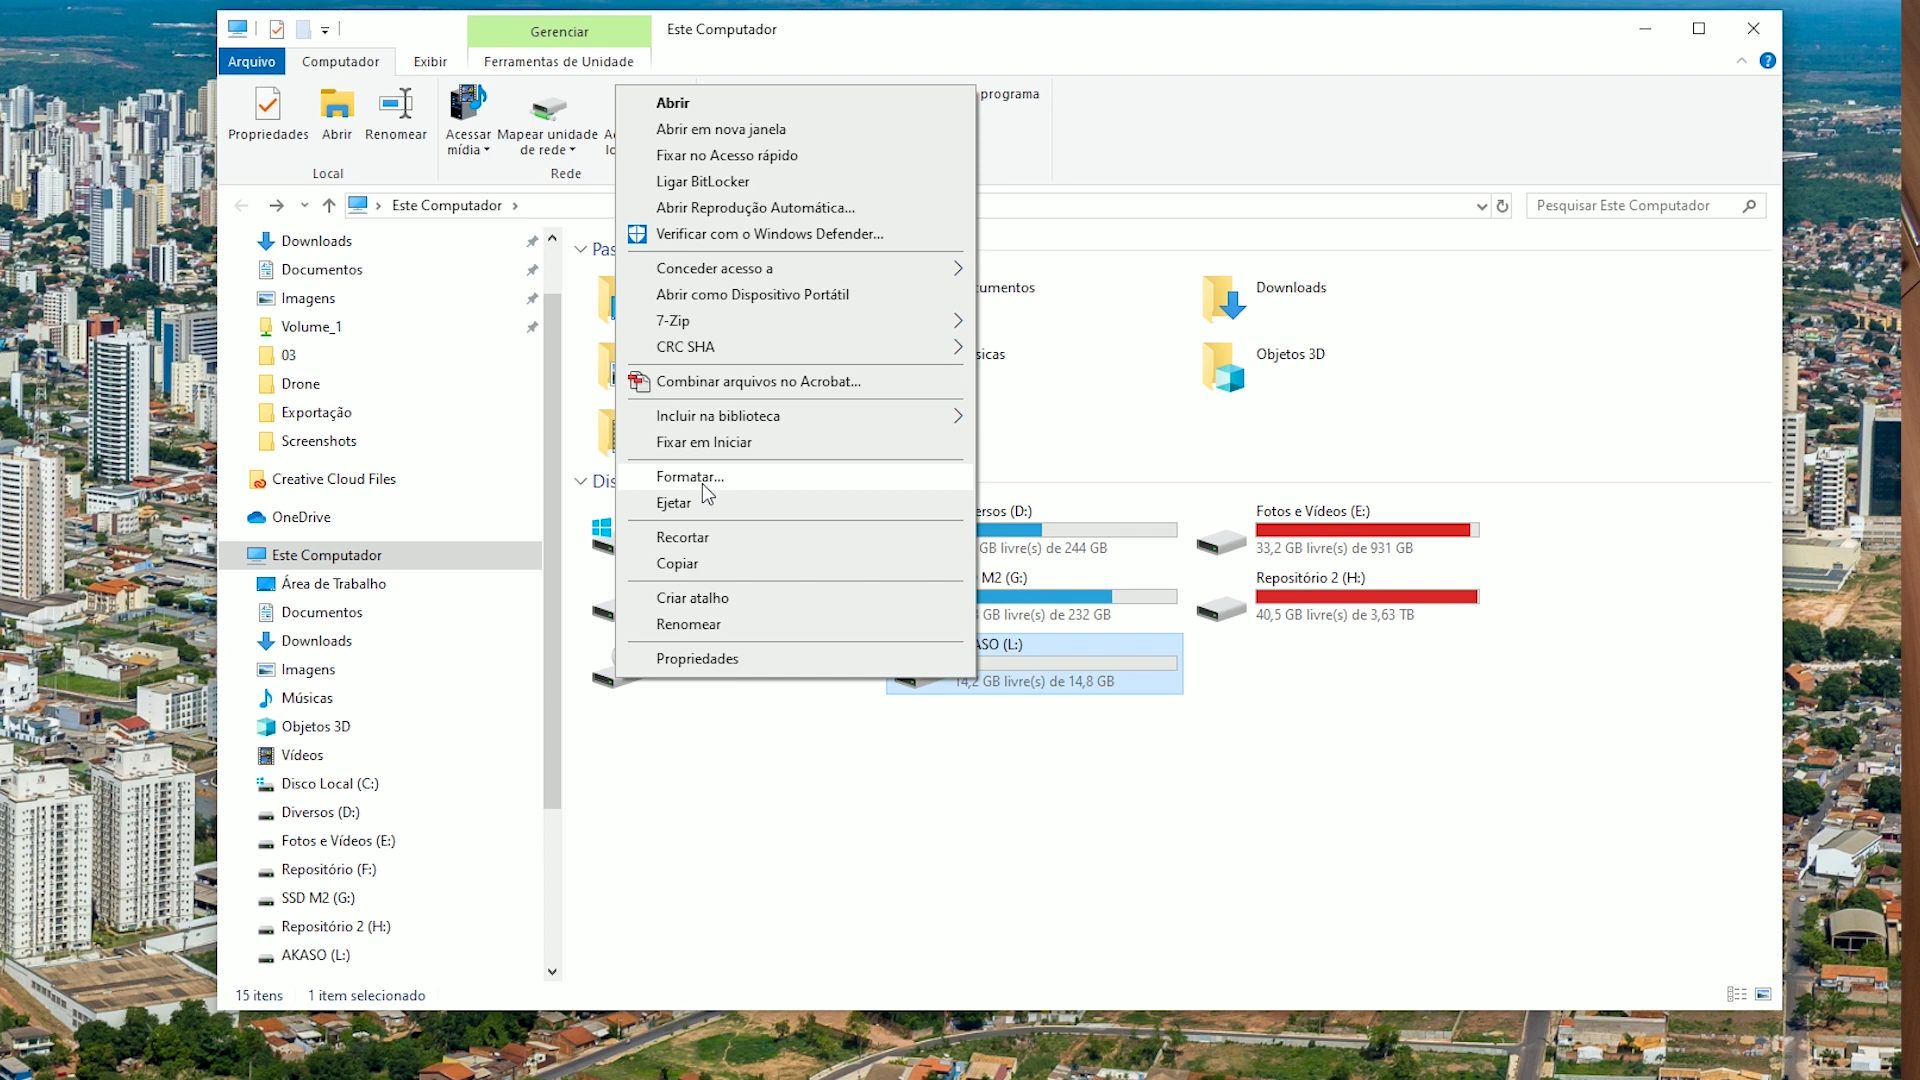 Gerenciar
Este Computador
Arquivo
Computador
Exibir
Ferramentas de Unidade
Propriedades
Abrir
Renomear
Acessar
mídia
Mapear unidade
de rede
programa
Local
Rede
Este Computador
Pesquisar Este Computador
Downloads
Documentos
Imagens
Volume_1
03
Drone
Exportação
Screenshots
Creative Cloud Files
OneDrive
Este Computador
Área de Trabalho
Documentos
Downloads
Imagens
Músicas
Objetos 3D
Vídeos
Disco Local (C:)
Diversos (D:)
Fotos e Vídeos (E:)
Repositório (F:)
SSD M2 (G:)
Repositório 2 (H:)
AKASO (L:)
Abrir
Abrir em nova janela
Fixar no Acesso rápido
Ligar BitLocker
Abrir Reprodução Automática...
Verificar com o Windows Defender...
Conceder acesso a
Abrir como Dispositivo Portátil
7-Zip
CRC SHA
Combinar arquivos no Acrobat...
Incluir na biblioteca
Fixar em Iniciar
Formatar...
Ejetar
Recortar
Copiar
Criar atalho
Renomear
Propriedades
Downloads
Objetos 3D
ersos (D:)
GB livre(s) de 244 GB
Fotos e Vídeos (E:)
33,2 GB livre(s) de 931 GB
M2 (G:)
GB livre(s) de 232 GB
Repositório 2 (H:)
40,5 GB livre(s) de 3,63 TB
ASO (L:)
14,2 GB livre(s) de 14,8 GB
15 itens
1 item selecionado